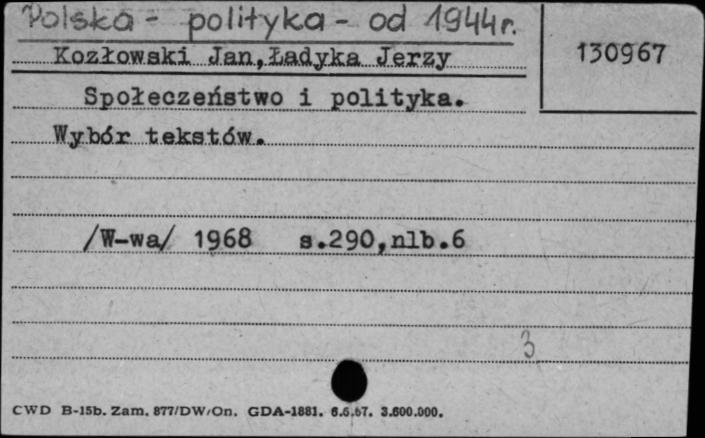 Polska - polityka - od 1944r.
130967
Kozłowski Jan,Ładyka Jerzy
Społeczeństwo i polityka.
Wybór tekstów.
/W-wa/ 1968 s.290,nlb.6
3
CWD B-15b. Zam. 877/DW/On. GDA-1881. 6.6.67. 3.600.000.